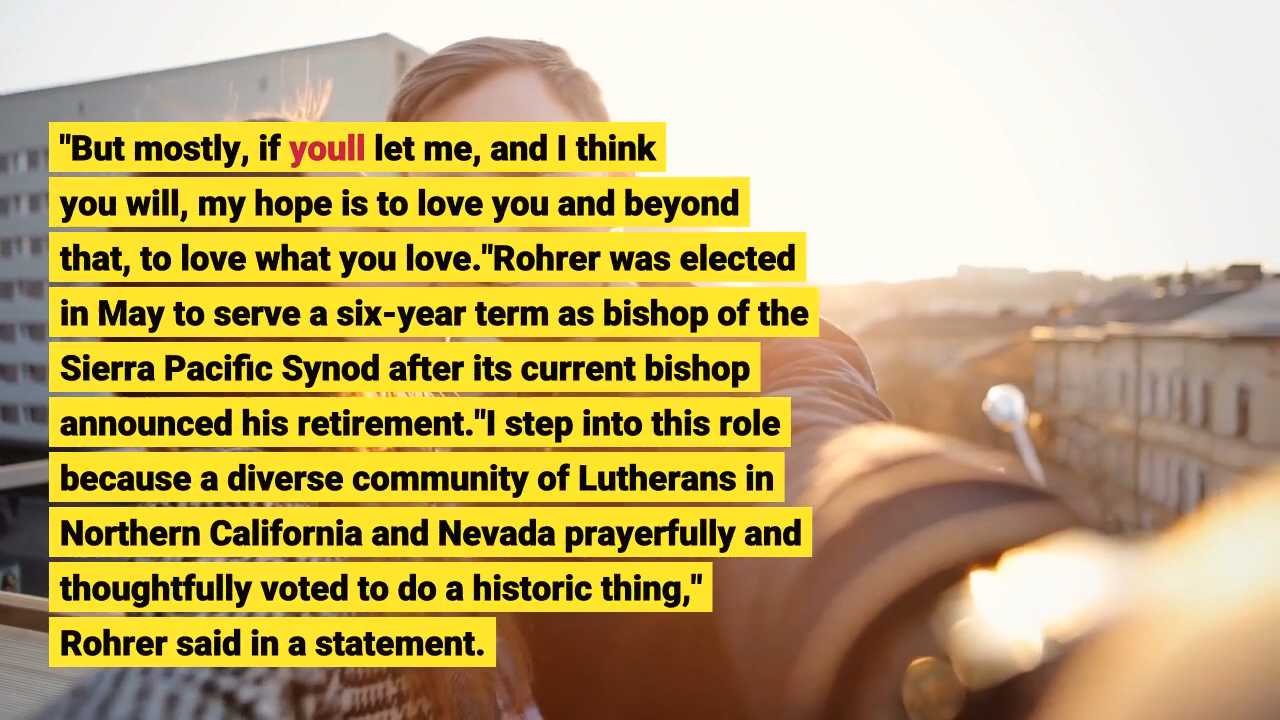 "But mostly, if youll let me, and I think
you will, my hope is to love you and beyond
that, to love what you love."Rohrer was elected
in May to serve a six-year term as bishop of the
Sierra Pacific Synod after its current bishop
announced his retirement."I step into this role
because a diverse community of Lutherans in
Northern California and Nevada prayerfully and
thoughtfully voted to do a historic thing,"
Rohrer said in a statement.